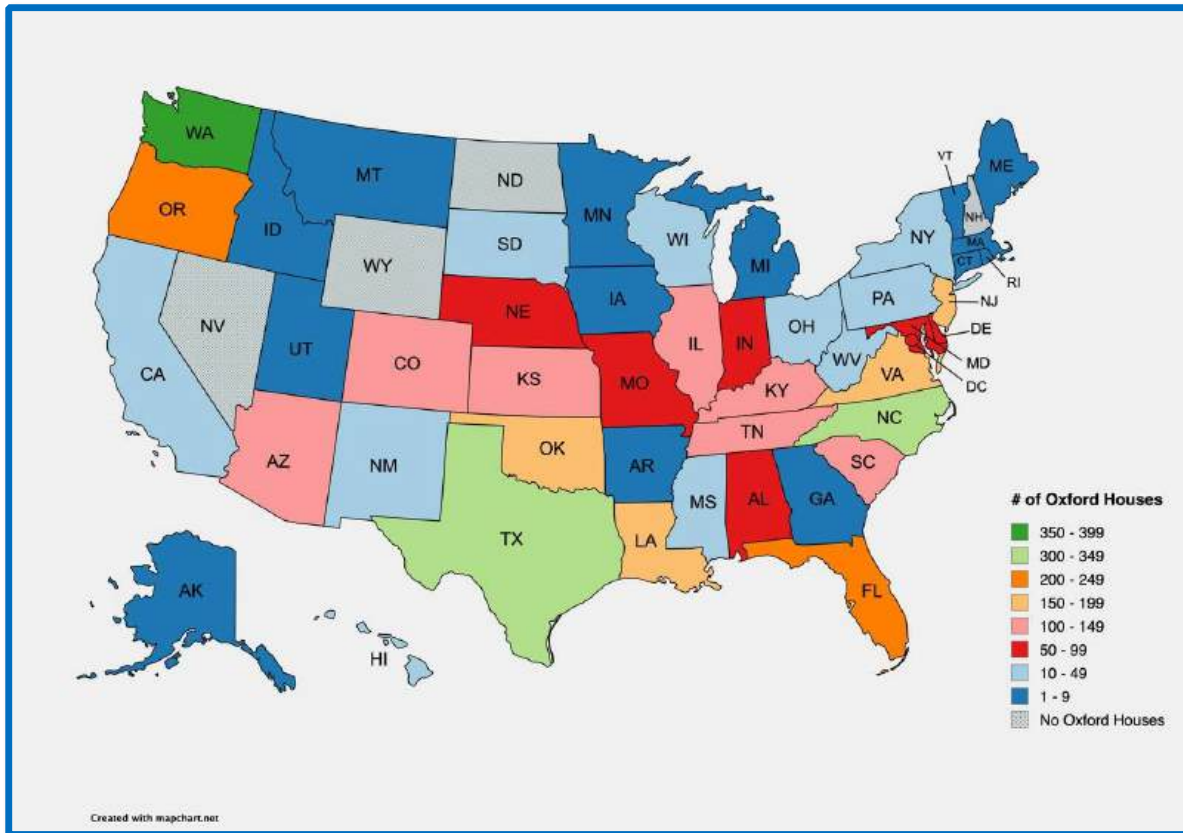 WA
MT
ND
MN
VT
ME
OR
ID
SD
WI
NY
NH
MA
CT
RI
WY
MI
NE
IA
PA
NJ
NV
UT
OH
DE
IL
IN
MD
CA
CO
WV
DC
KS
MO
KY
VA
NC
TN
AZ
NM
OK
AR
SC
MS
AL
GA
TX
LA
AK
FL
HI
# of Oxford Houses
350 - 399
300 - 349
200 - 249
150 - 199
100 - 149
50 - 99
10 - 49
1 - 9
No Oxford Houses
Created with mapchart.net